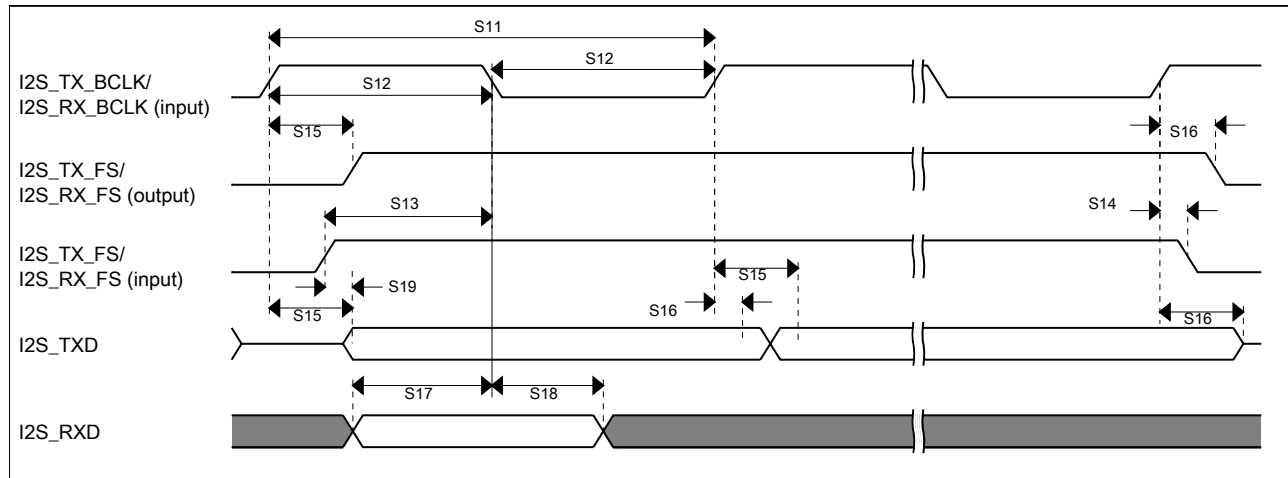 S11
I2S_TX_BCLK/
I2S_RX_BCLK (input)
S12
S12
S15
S16
I2S_TX_FS/
I2S_RX_FS (output)
S13
S14
I2S_TX_FS/
I2S_RX_FS (input)
S19
S15
S15
S16
S16
I2S_TXD
S17
S18
I2S_RXD